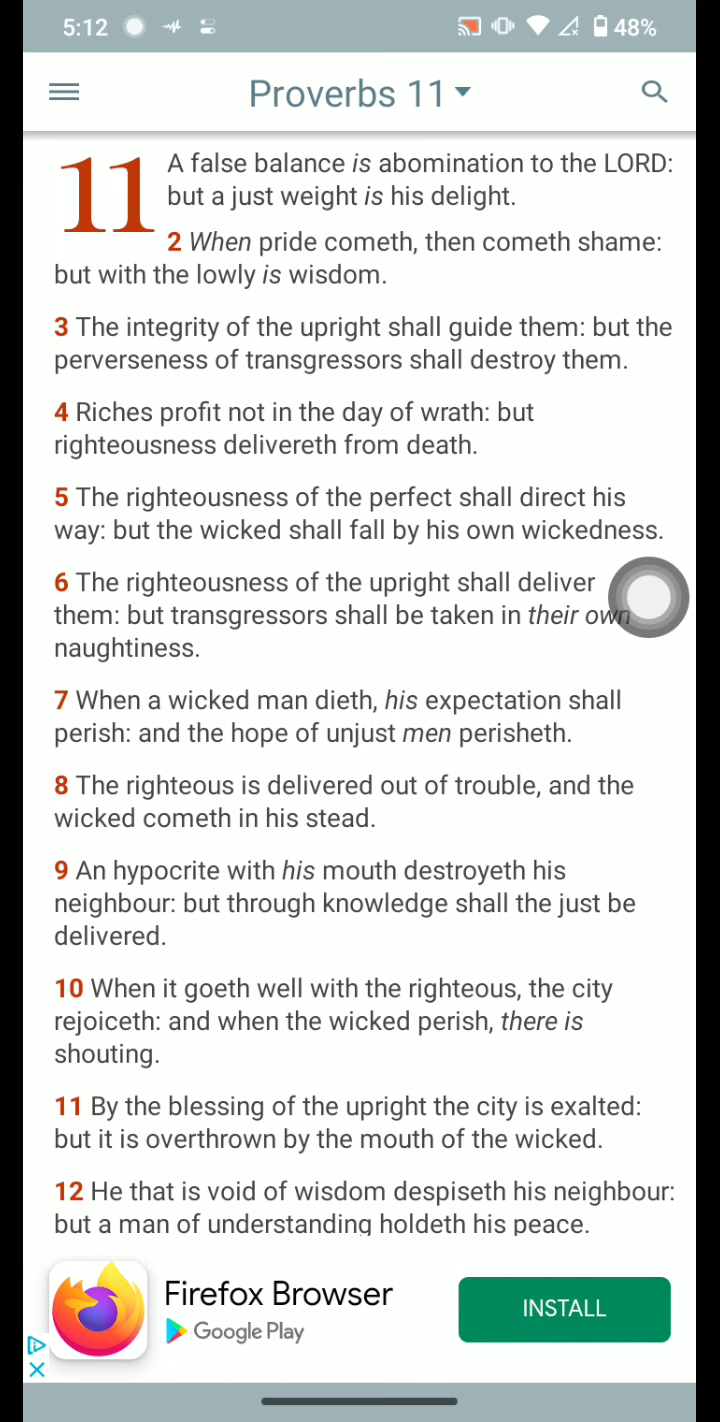 5:12
48%
Proverbs 11
11 A false balance is abomination to the LORD:
but a just weight is his delight.
2 When pride cometh, then cometh shame:
but with the lowly is wisdom.
3 The integrity of the upright shall guide them: but the
perverseness of transgressors shall destroy them.
4 Riches profit not in the day of wrath: but
righteousness delivereth from death.
5 The righteousness of the perfect shall direct his
way: but the wicked shall fall by his own wickedness.
6 The righteousness of the upright shall deliver
them: but transgressors shall be taken in their own
naughtiness.
7 When a wicked man dieth, his expectation shall
perish: and the hope of unjust men perisheth.
8 The righteous is delivered out of trouble, and the
wicked cometh in his stead.
9 An hypocrite with his mouth destroyeth his
neighbour: but through knowledge shall the just be
delivered.
10 When it goeth well with the righteous, the city
rejoiceth: and when the wicked perish, there is
shouting.
11 By the blessing of the upright the city is exalted:
but it is overthrown by the mouth of the wicked.
12 He that is void of wisdom despiseth his neighbour:
but a man of understanding holdeth his peace.
Firefox Browser
Google Play
INSTALL